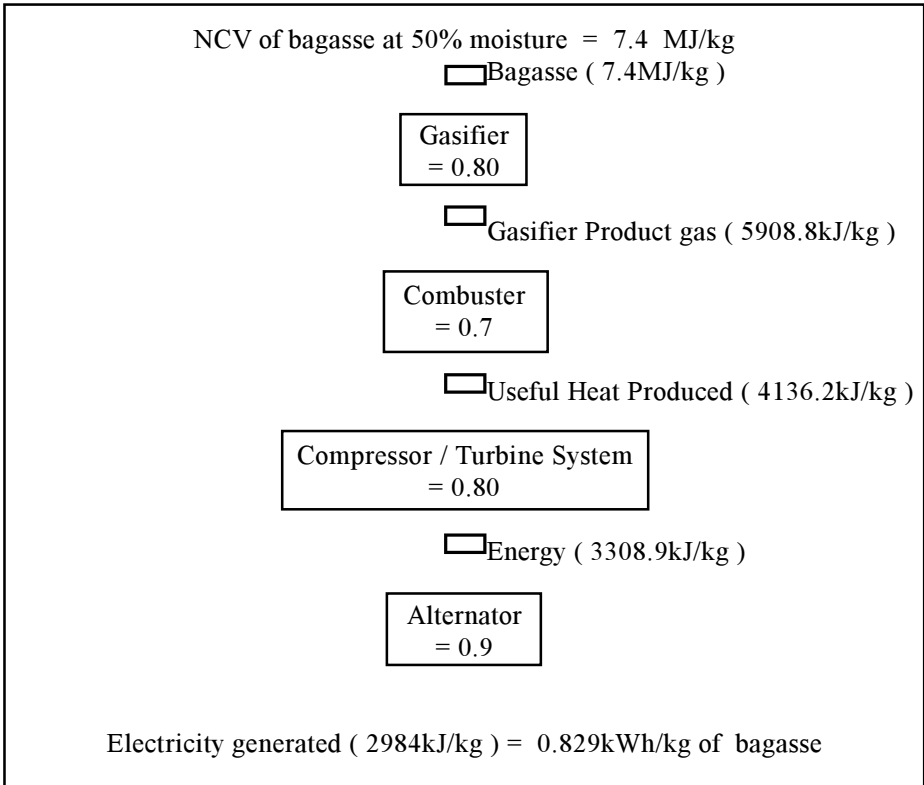 NCV of bagasse at 50% moisture = 7.4 MJ/kg
Bagasse ( 7.4MJ/kg )
Gasifier
= 0.80
Gasifier Product gas ( 5908.8kJ/kg )
Combuster
= 0.7
Useful Heat Produced ( 4136.2kJ/kg )
Compressor / Turbine System
= 0.80
Energy ( 3308.9kJ/kg )
Alternator
= 0.9
Electricity generated ( 2984kJ/kg ) = 0.829kWh/kg of bagasse